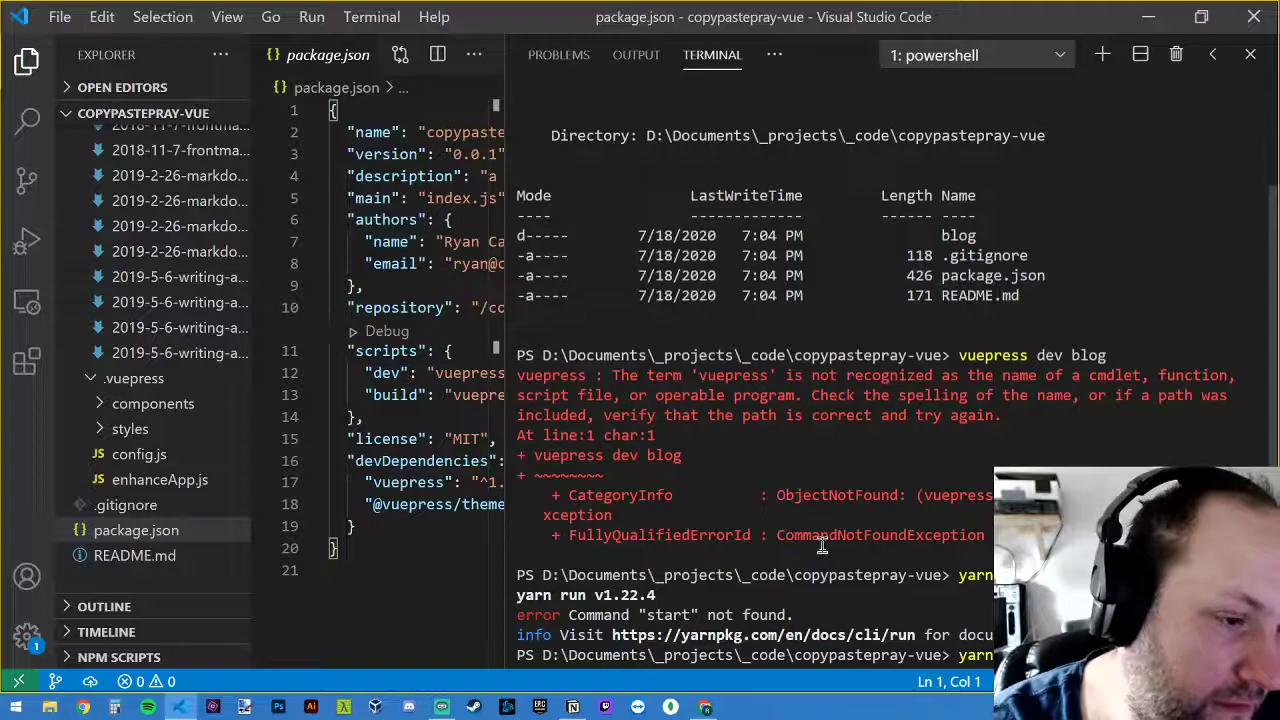 File Edit Selection View Go Run Terminal Help package.json - copypastepray-vue - Visual Studio Code
EXPLORER
OPEN EDITORS
COPYPASTEPRAY-VUE
2018-11-7-frontma...
2019-2-26-markdo...
2019-2-26-markdo...
2019-2-26-markdo...
2019-2-26-markdo...
2019-5-6-writing-a...
2019-5-6-writing-a...
2019-5-6-writing-a...
2019-5-6-writing-a...
.vuepress
components
styles
config.js
enhanceApp.js
.gitignore
package.json
README.md
OUTLINE
TIMELINE
NPM SCRIPTS
package.json
{} package.json > ...
1 {
2 "name": "copypaste
3 "version": "0.0.1"
4 "description": "a
5 "main": "index.js"
6 "authors": {
7 "name": "Ryan Ca
8 "email": "ryan@c
9 },
10 "repository": "/co
Debug
11 "scripts": {
12 "dev": "vuepress
13 "build": "vuepre
14 },
15 "license": "MIT",
16 "devDependencies":
17 "vuepress": "^1.
18 "@vuepress/theme
19 }
20 }
21
PROBLEMS OUTPUT TERMINAL ... 1: powershell
Directory: D:\Documents\_projects\_code\copypastepray-vue
Mode LastWriteTime Length Name
---- ------------- ------ ----
d----- 7/18/2020 7:04 PM blog
-a---- 7/18/2020 7:04 PM 118 .gitignore
-a---- 7/18/2020 7:04 PM 426 package.json
-a---- 7/18/2020 7:04 PM 171 README.md
PS D:\Documents\_projects\_code\copypastepray-vue> vuepress dev blog
vuepress : The term 'vuepress' is not recognized as the name of a cmdlet, function,
script file, or operable program. Check the spelling of the name, or if a path was
included, verify that the path is correct and try again.
At line:1 char:1
+ vuepress dev blog
+ ~~~~~~~~
+ CategoryInfo : ObjectNotFound: (vuepress
xception
+ FullyQualifiedErrorId : CommandNotFoundException
PS D:\Documents\_projects\_code\copypastepray-vue> yarn
yarn run v1.22.4
error Command "start" not found.
info Visit https://yarnpkg.com/en/docs/cli/run for docu
PS D:\Documents\_projects\_code\copypastepray-vue> yarn
0 0 Ln 1, Col 1